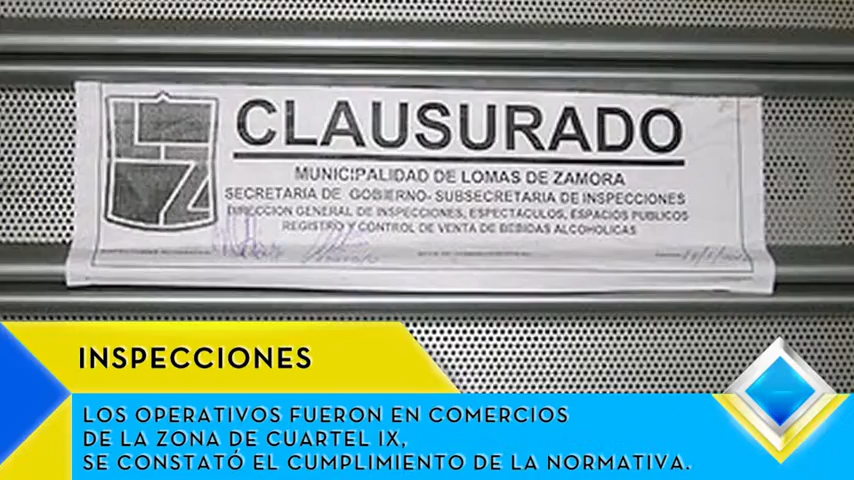 CLAUSURADO
MUNICIPALIDAD DE LOMAS DE ZAMORA
SECRETARIA DE GOBIERNO- SUBSECRETARIA DE INSPECCIONES
DIRECCION GENERAL DE INSPECCIONES, ESPECTACULOS, ESPACIOS PUBLICOS
REGISTRO Y CONTROL DE VENTA DE BEBIDAS ALCOHOLICAS
INSPECCIONES
LOS OPERATIVOS FUERON EN COMERCIOS
DE LA ZONA DE CUARTEL IX,
SE CONSTATÓ EL CUMPLIMIENTO DE LA NORMATIVA.